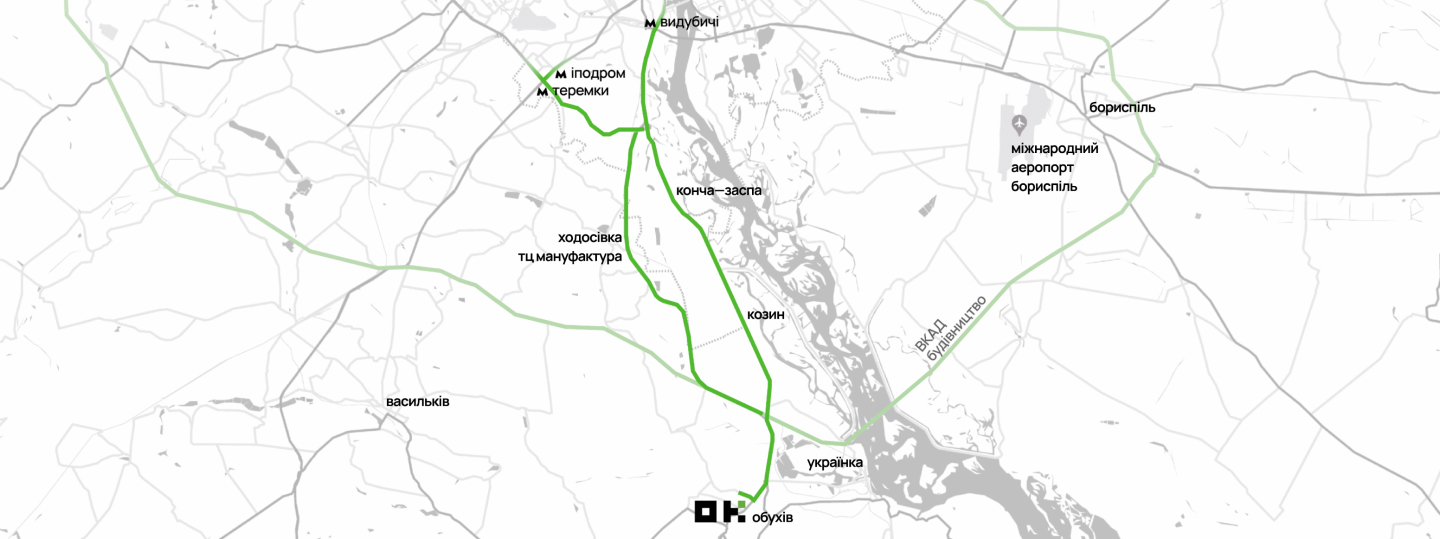 м видубичі
м іподром
м теремки
бориспіль
міжнародний
аеропорт
бориспіль
конча—заспа
ходосівка
тц мануфактура
козин
ВКАД
будівництво
васильків
українка
ОК обухів